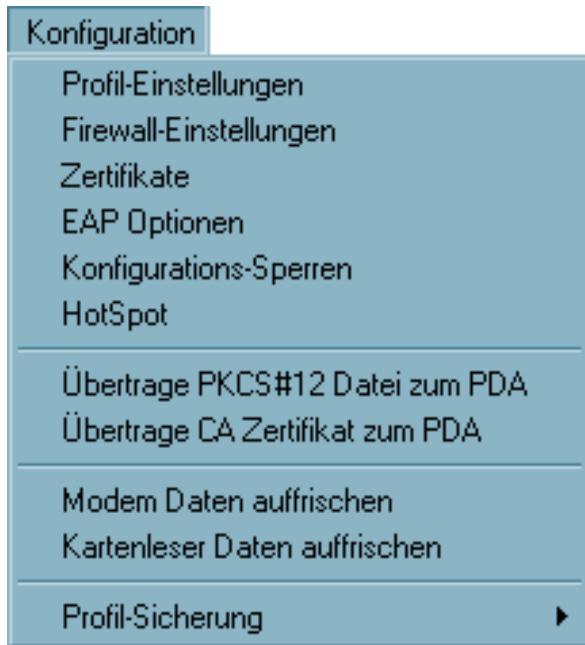 Konfiguration
Profil-Einstellungen
Firewall-Einstellungen
Zertifikate
EAP Optionen
Konfigurations-Sperren
HotSpot
Übertrage PKCS#12 Datei zum PDA
Übertrage CA Zertifikat zum PDA
Modem Daten auffrischen
Kartenleser Daten auffrischen
Profil-Sicherung